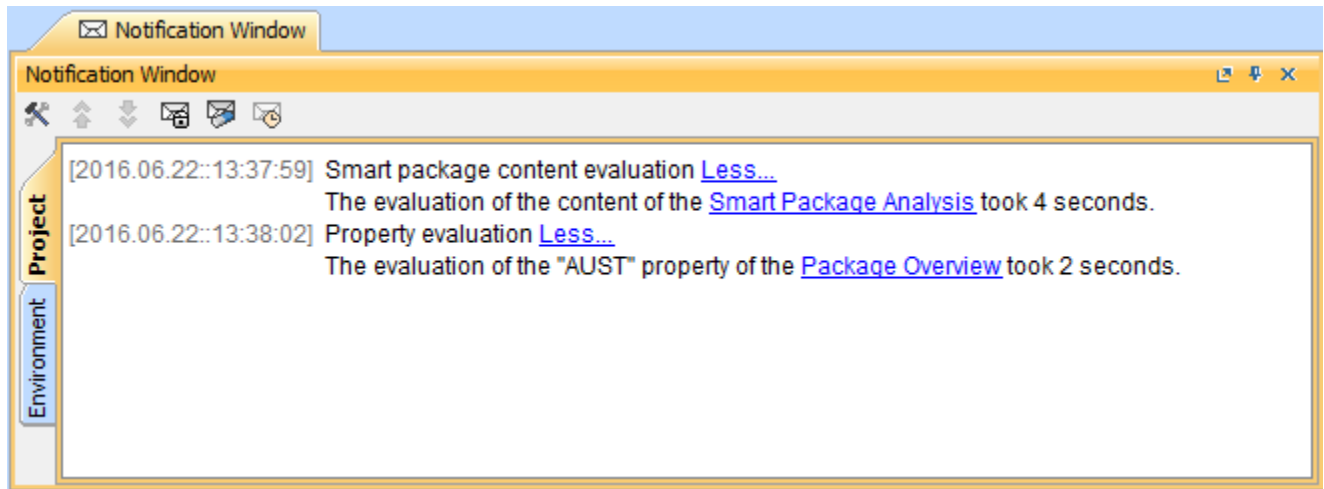 Notification Window
Notification Window
Project
Environment
[2016.06.22::13:37:59] Smart package content evaluation Less...
The evaluation of the content of the Smart Package Analysis took 4 seconds.
[2016.06.22::13:38:02] Property evaluation Less...
The evaluation of the "AUST" property of the Package Overview took 2 seconds.